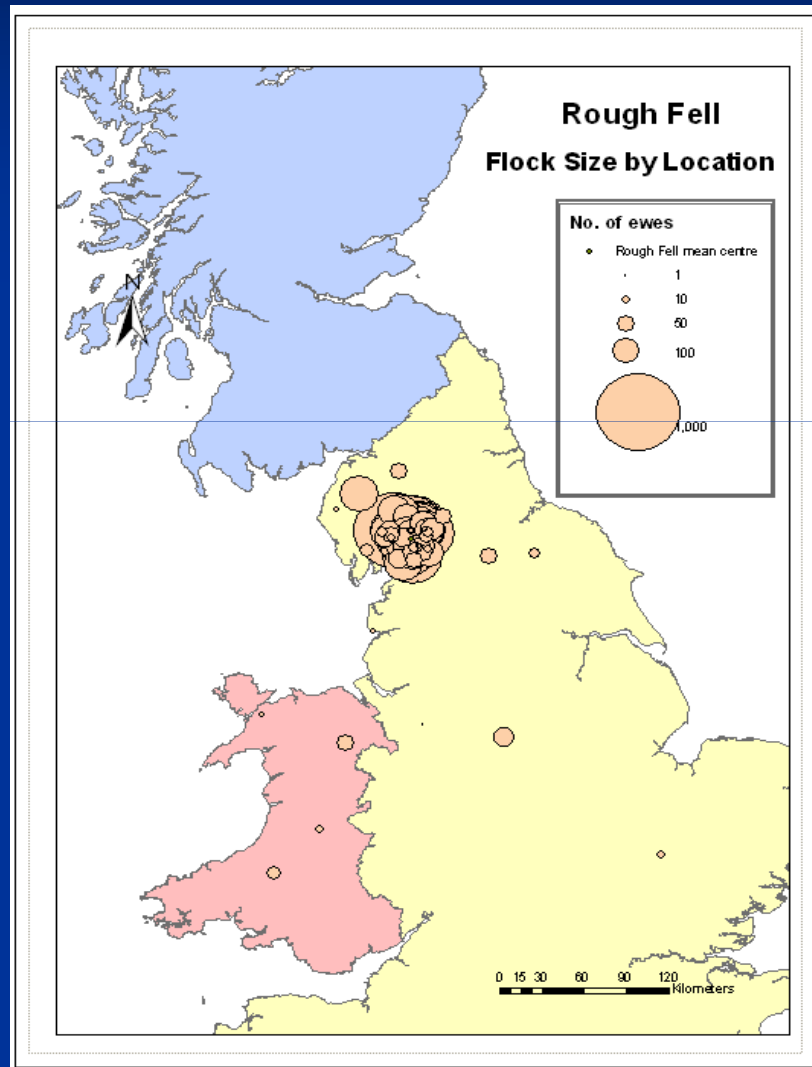 Rough Fell
Flock Size by Location
No. of ewes
Rough Fell mean centre
1
10
50
100
1,000
N
0 15 30 60 90 120
Kilometers